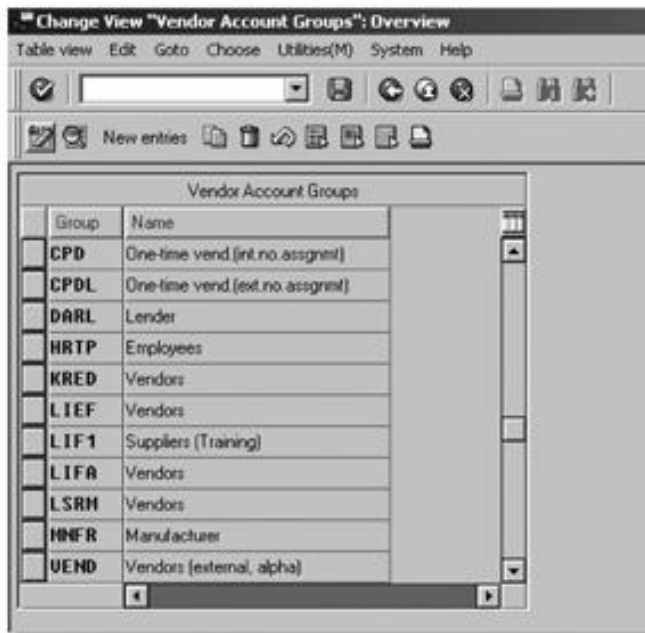 Change View "Vendor Account Groups": Overview
Table view Edit Goto Choose Utilities(M) System Help
New entries
Vendor Account Groups
Group Name
CPD One-time vend.(int.no.assgnmt)
CPDL One-time vend.(ext.no.assgnmt)
DARL Lender
HRTP Employees
KRED Vendors
LIEF Vendors
LIF1 Suppliers (Training)
LIFA Vendors
LSRM Vendors
MNFR Manufacturer
VEND Vendors (external, alpha)